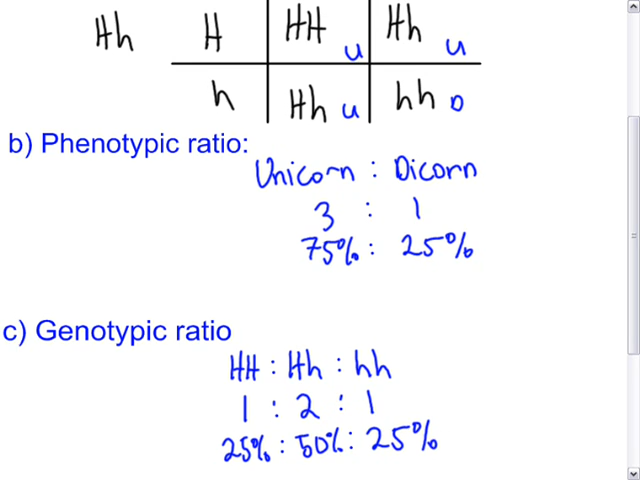 Hh H HH u Hh u
h Hh u hh D
b) Phenotypic ratio:
Unicorn : Dicorn
3 : 1
75% : 25%
c) Genotypic ratio
HH : Hh : hh
1 : 2 : 1
25% : 50% : 25%